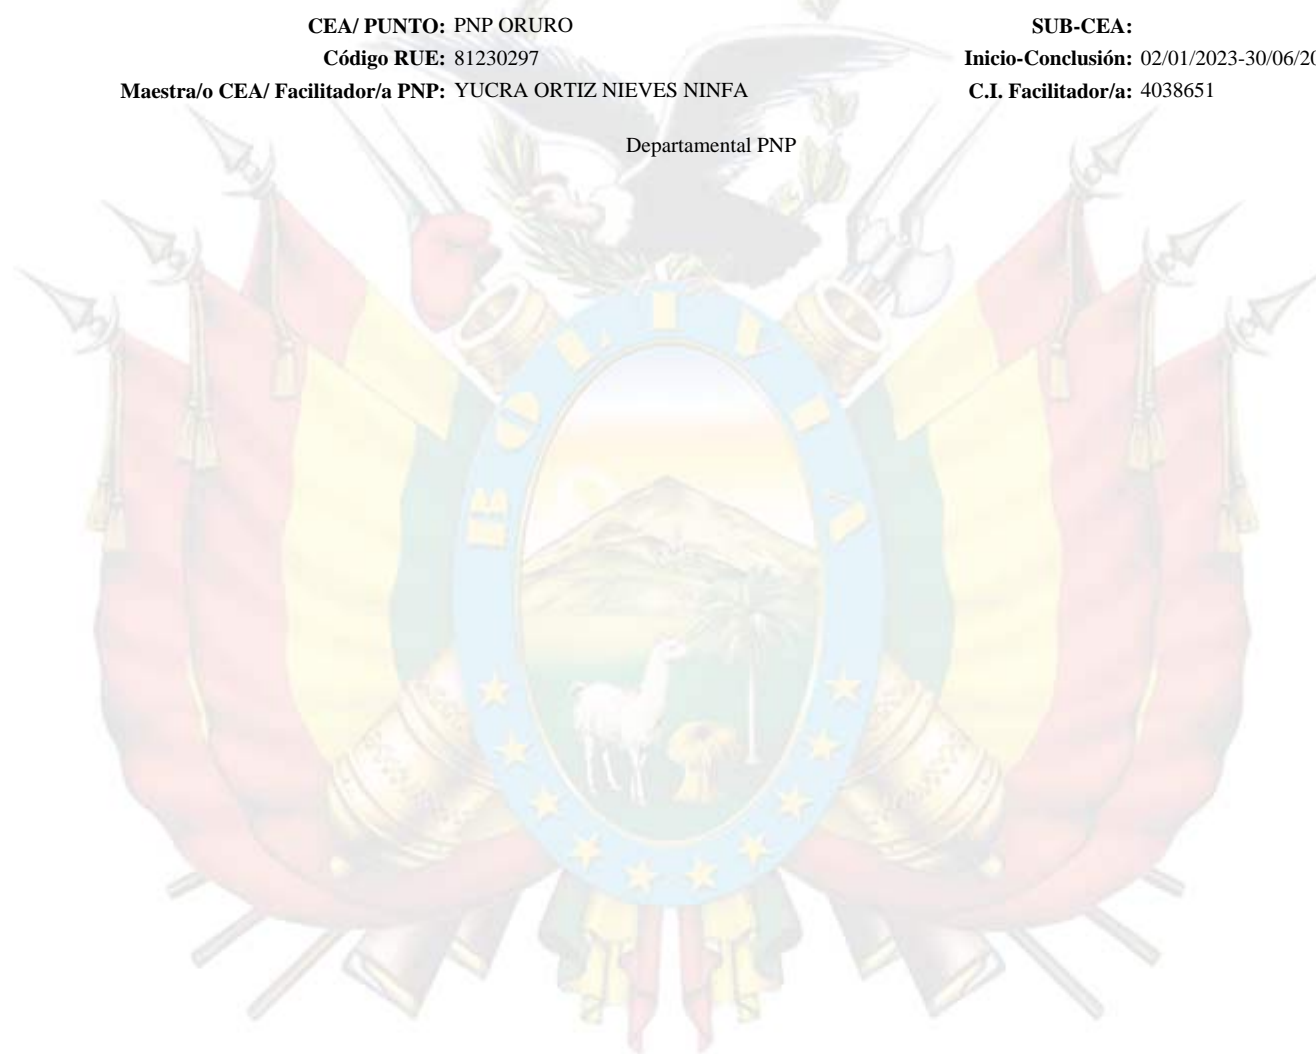 CEA/ PUNTO: PNP ORURO SUB-CEA:
Código RUE: 81230297 Inicio-Conclusión: 02/01/2023-30/06/20
Maestra/o CEA/ Facilitador/a PNP: YUCRA ORTIZ NIEVES NINFA C.I. Facilitador/a: 4038651
Departamental PNP
BOLIVIA